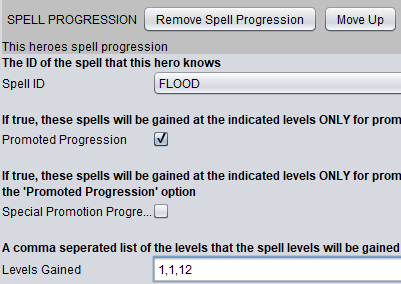 SPELL PROGRESSION Remove Spell Progression Move Up
This heroes spell progression
The ID of the spell that this hero knows
Spell ID FLOOD
If true, these spells will be gained at the indicated levels ONLY for prom
Promoted Progression
If true, these spells will be gained at the indicated levels ONLY for prom
the 'Promoted Progression' option
Special Promotion Progre...
A comma seperated list of the levels that the spell levels will be gained
Levels Gained 1,1,12